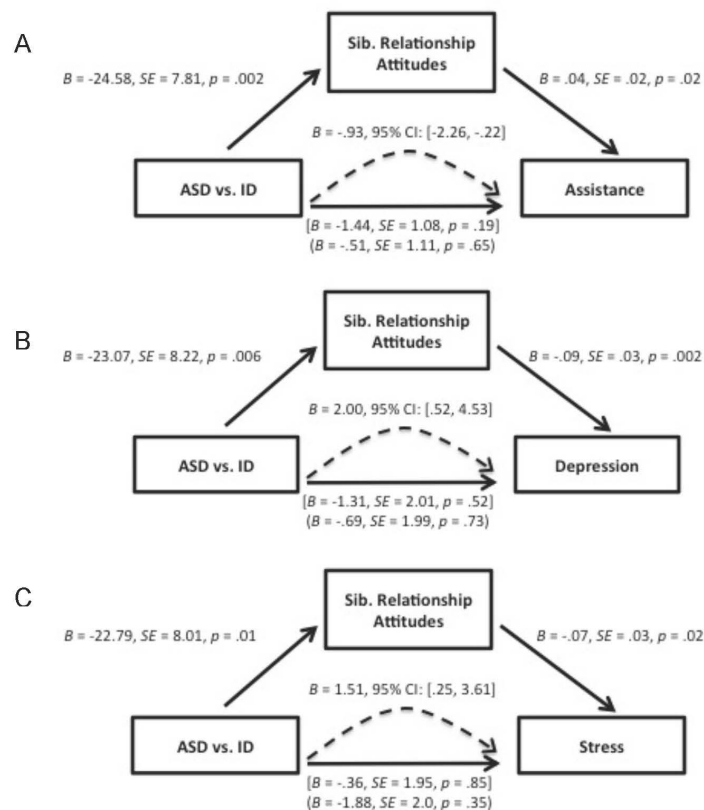 A
Sib. Relationship
Attitudes
B = -24.58, SE = 7.81, p = .002
B = .04, SE = .02, p = .02
B = -.93, 95% CI: [-2.26, -.22]
ASD vs. ID
Assistance
[B = -1.44, SE = 1.08, p = .19]
(B = -.51, SE = 1.11, p = .65)
B
Sib. Relationship
Attitudes
B = -23.07, SE = 8.22, p = .006
B = -.09, SE = .03, p = .002
B = 2.00, 95% CI: [.52, 4.53]
ASD vs. ID
Depression
[B = -1.31, SE = 2.01, p = .52]
(B = -.69, SE = 1.99, p = .73)
C
Sib. Relationship
Attitudes
B = -22.79, SE = 8.01, p = .01
B = -.07, SE = .03, p = .02
B = 1.51, 95% CI: [.25, 3.61]
ASD vs. ID
Stress
[B = -.36, SE = 1.95, p = .85]
(B = -1.88, SE = 2.0, p = .35)